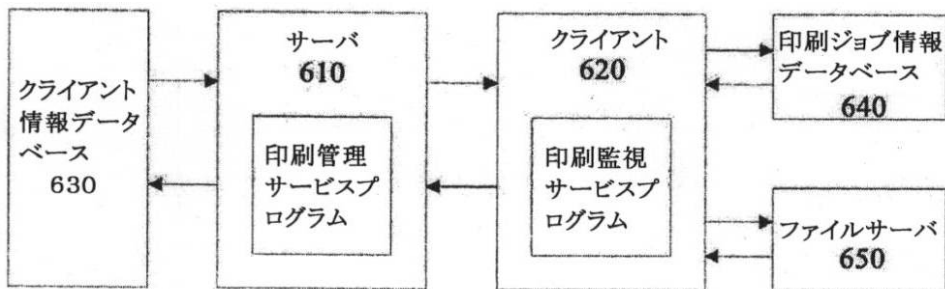 クライアント
情報データ
ベース
630
サーバ
610
印刷管理
サービスプ
ログラム
クライアント
620
印刷監視
サービスプ
ログラム
印刷ジョブ情報
データベース
640
ファイルサーバ
650